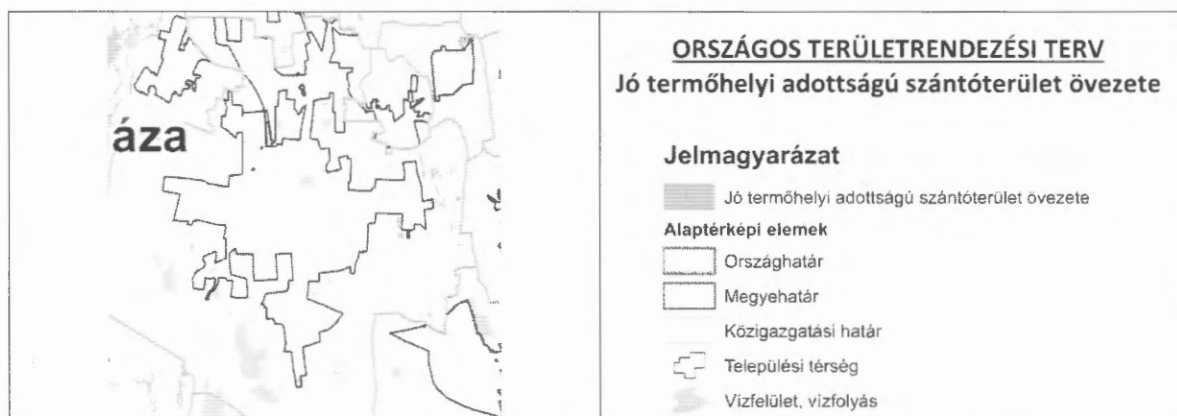 áza
ORSZÁGOS TERÜLETRENDEZÉSI TERV
Jó termőhelyi adottságú szántóterület övezete
Jelmagyarázat
Jó termőhelyi adottságú szántóterület övezete
Alaptérképi elemek
Országhatár
Megyehatár
Közigazgatási határ
Települési térség
Vízfelület, vízfolyás